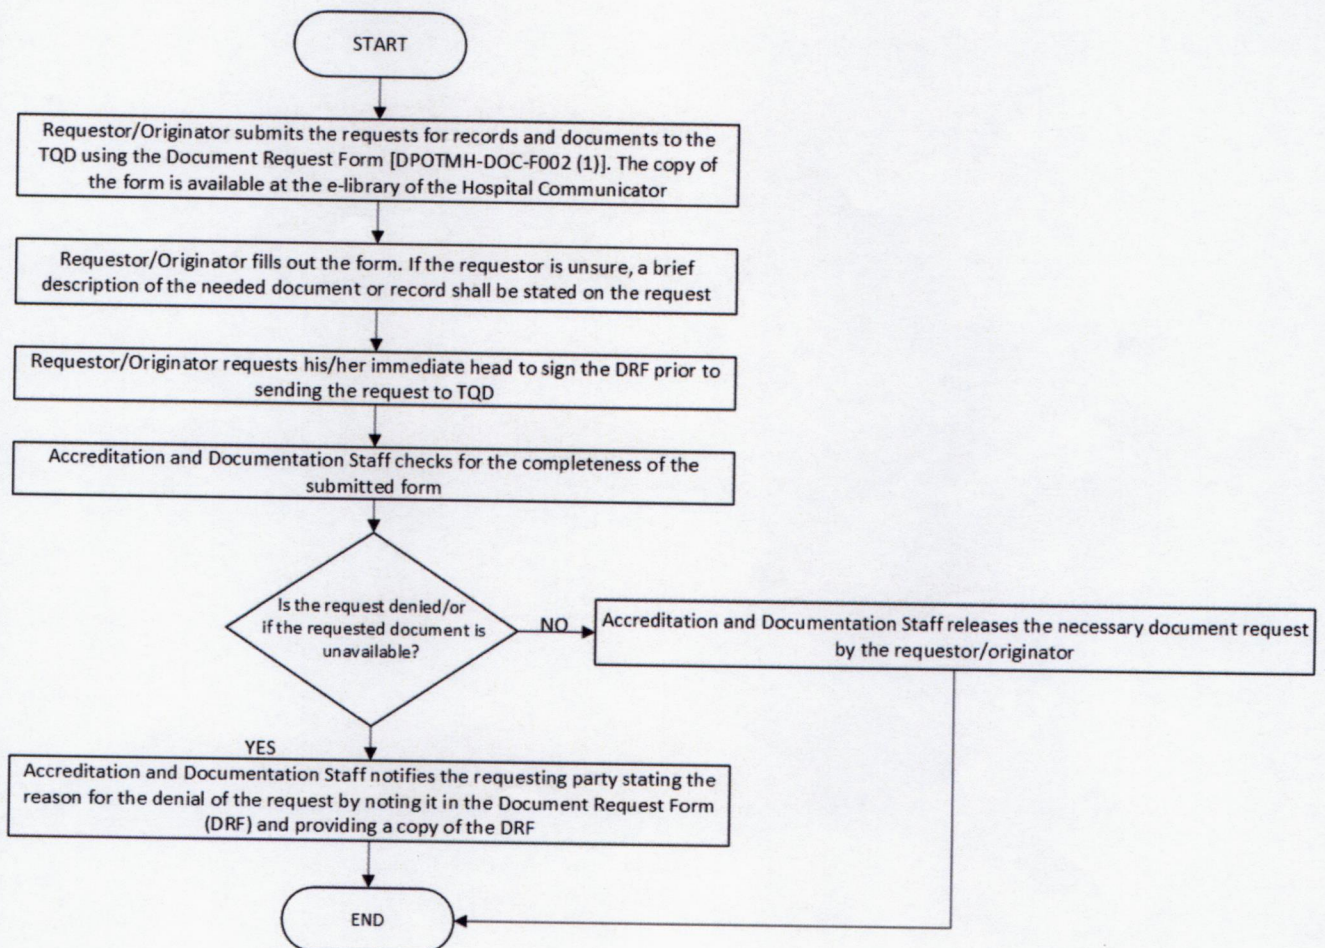 START
Requestor/Originator submits the requests for records and documents to the
TQD using the Document Request Form [DPOTMH-DOC-F002 (1)]. The copy of
the form is available at the e-library of the Hospital Communicator
Requestor/Originator fills out the form. If the requestor is unsure, a brief
description of the needed document or record shall be stated on the request
Requestor/Originator requests his/her immediate head to sign the DRF prior to
sending the request to TQD
Accreditation and Documentation Staff checks for the completeness of the
submitted form
Is the request denied/or
if the requested document is
unavailable?
NO
Accreditation and Documentation Staff releases the necessary document request
by the requestor/originator
YES
Accreditation and Documentation Staff notifies the requesting party stating the
reason for the denial of the request by noting it in the Document Request Form
(DRF) and providing a copy of the DRF
END